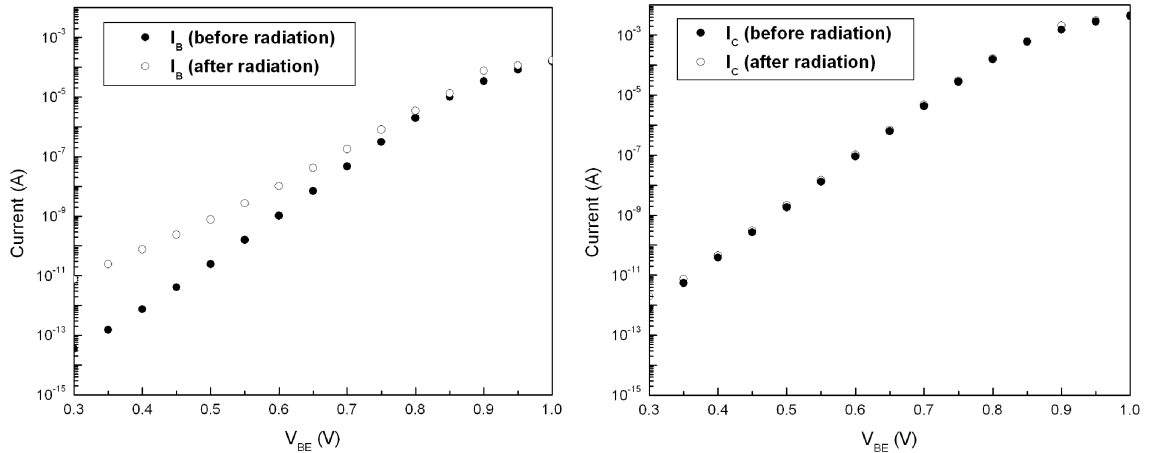 I_B (before radiation)
I_B (after radiation)
Current (A)
10^-3
10^-5
10^-7
10^-9
10^-11
10^-13
10^-15
0.3 0.4 0.5 0.6 0.7 0.8 0.9 1.0
V_BE (V)
I_C (before radiation)
I_C (after radiation)
Current (A)
10^-3
10^-5
10^-7
10^-9
10^-11
10^-13
10^-15
0.3 0.4 0.5 0.6 0.7 0.8 0.9 1.0
V_BE (V)